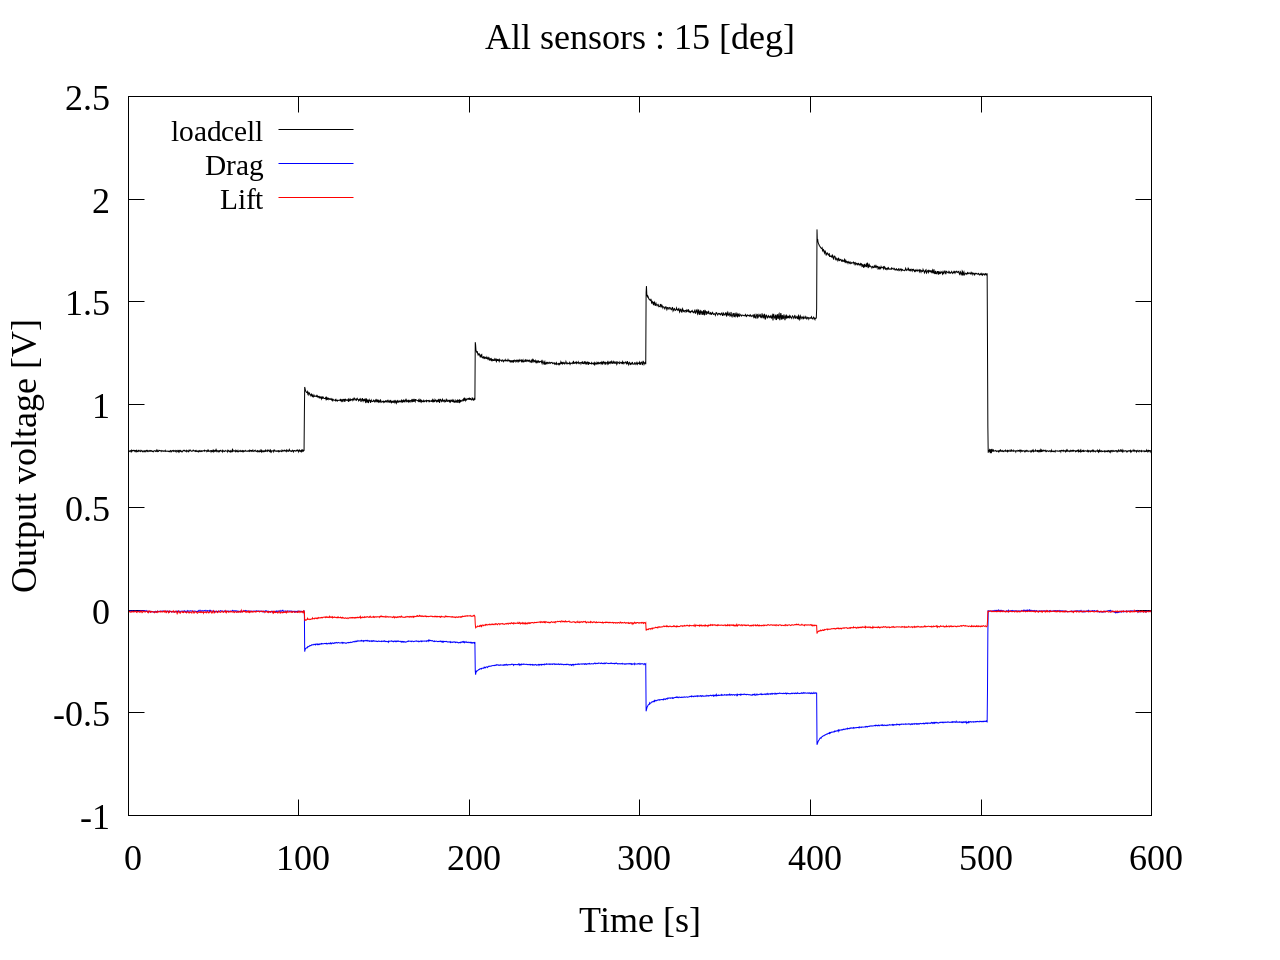 All sensors : 15 [deg]
2.5
2
1.5
1
0.5
0
-0.5
-1
loadcell
Drag
Lift
Output voltage [V]
0 100 200 300 400 500 600
Time [s]